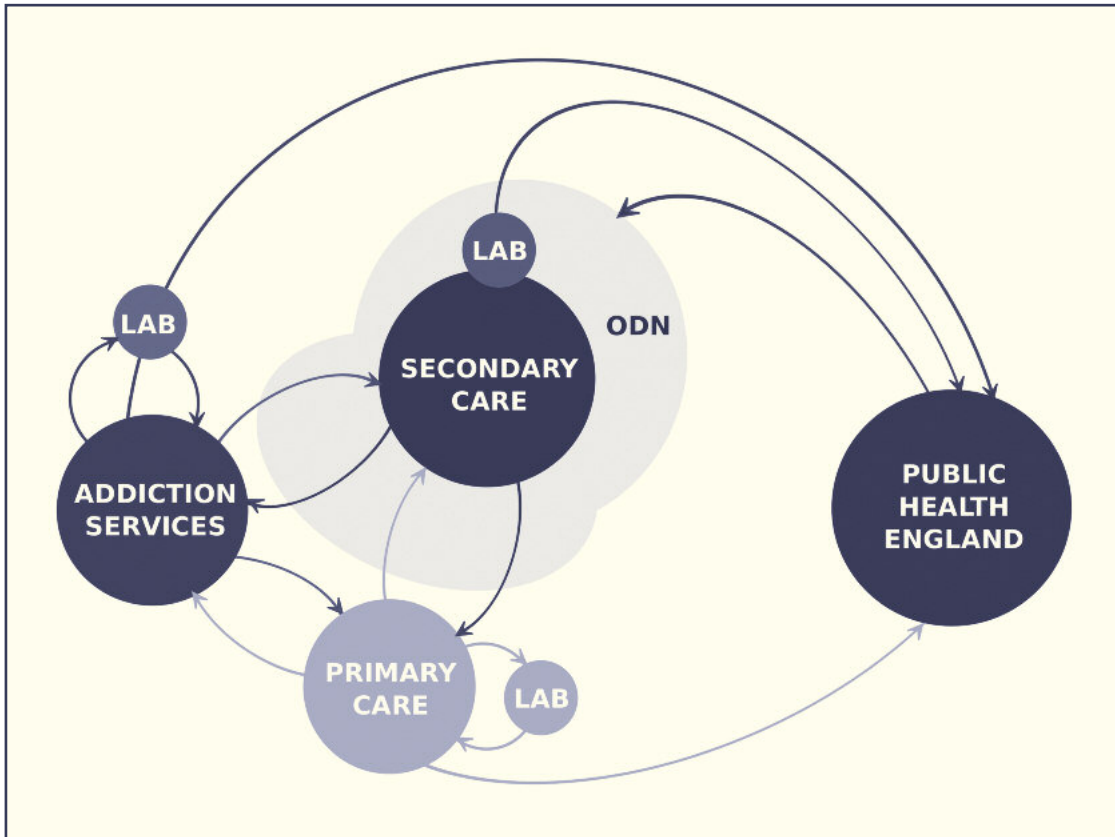 LAB
ODN
LAB
SECONDARY
CARE
ADDICTION
SERVICES
PUBLIC
HEALTH
ENGLAND
PRIMARY
CARE
LAB